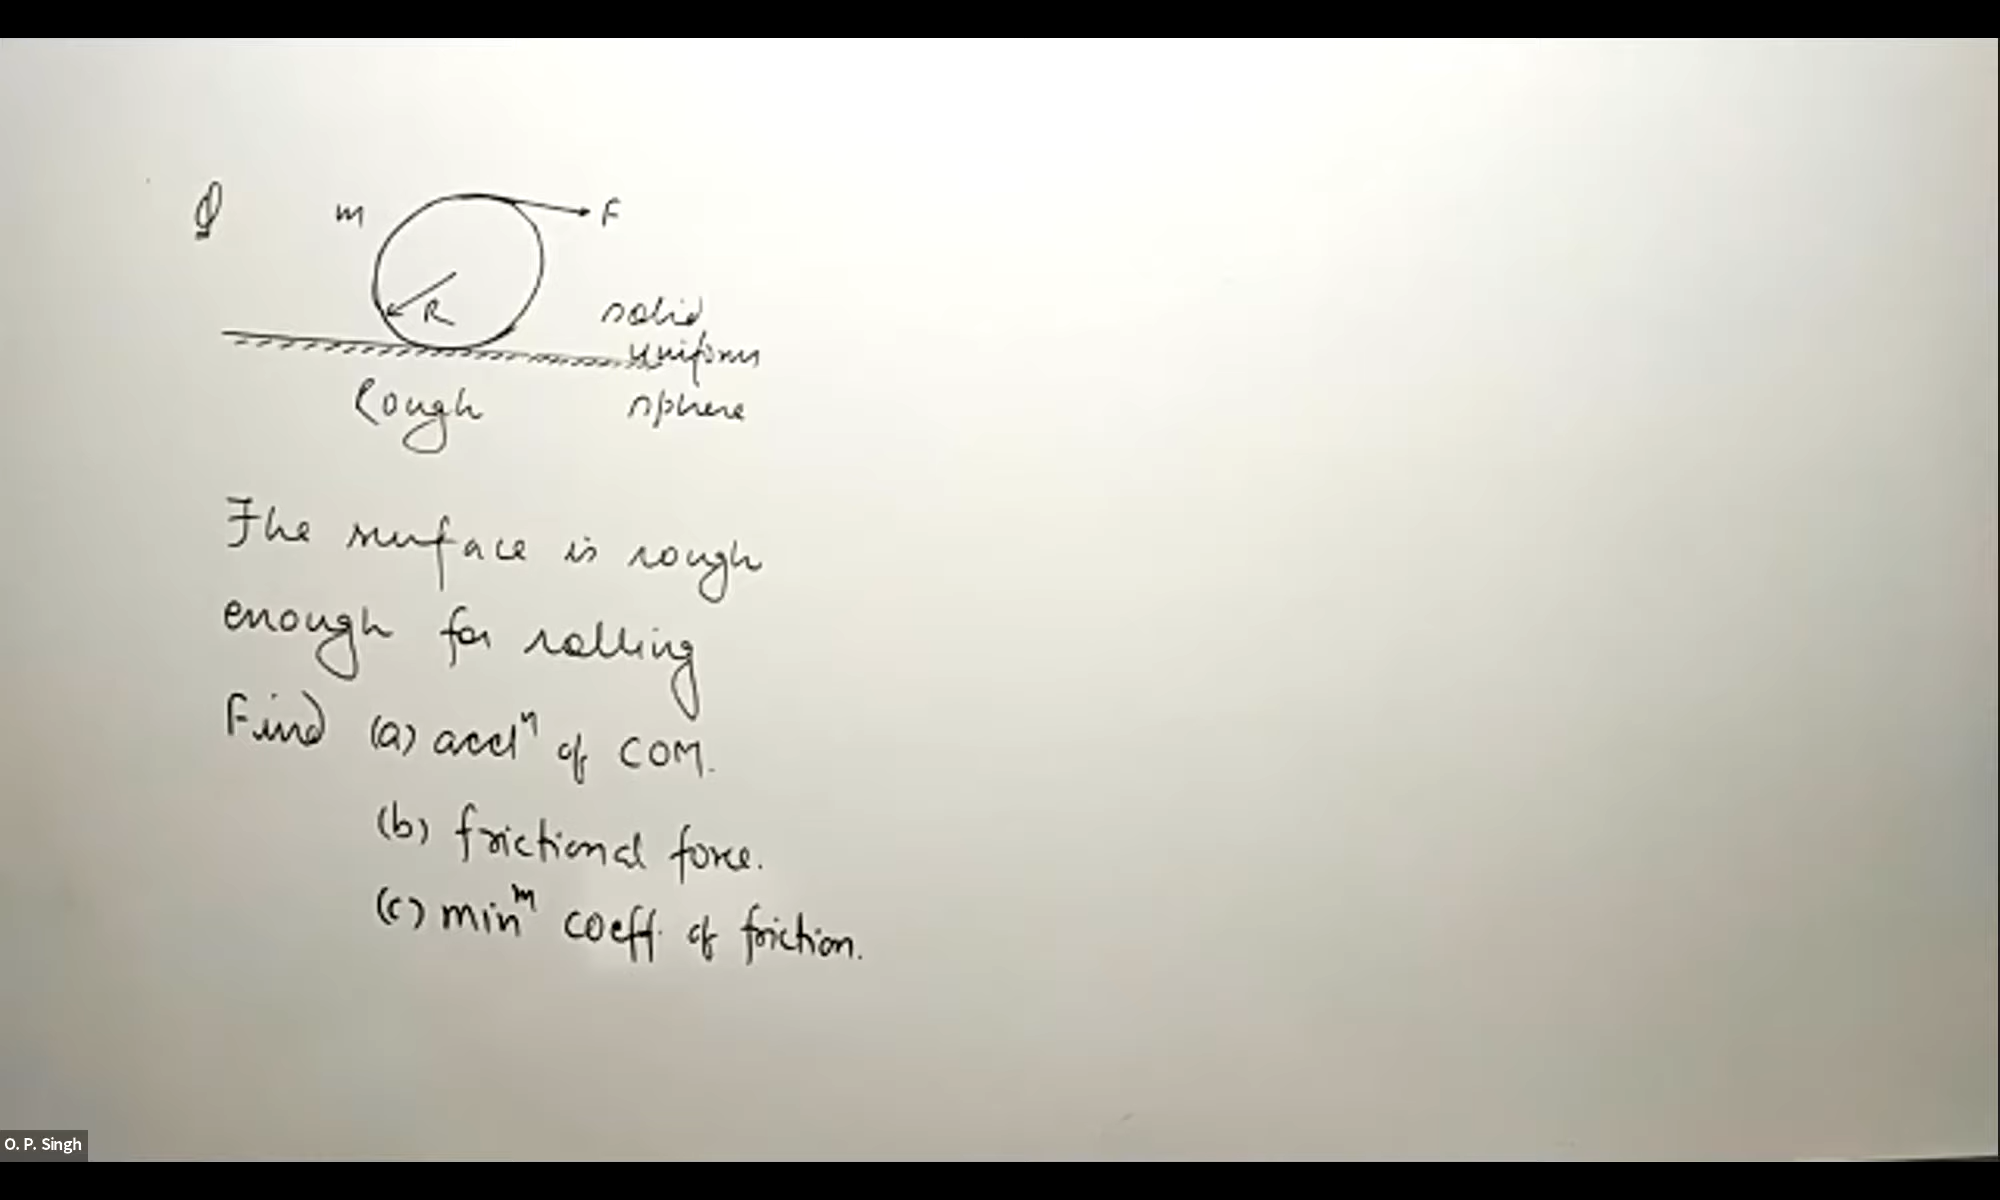 Q
m
F
R
solid
uniform
Rough
sphere
The surface is rough
enough for rolling
Find (a) acclⁿ of COM.
(b) frictional force.
(c) minᵐ coeff. of friction.
O. P. Singh